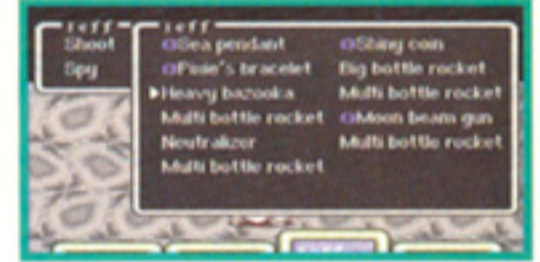 Jeff
Shoot
Spy
Jeff
Sea pendant
Shiny coin
Pixie's bracelet
Big bottle rocket
Heavy bazooka
Multi bottle rocket
Multi bottle rocket
Moon beam gun
Neutralizer
Multi bottle rocket
Multi bottle rocket